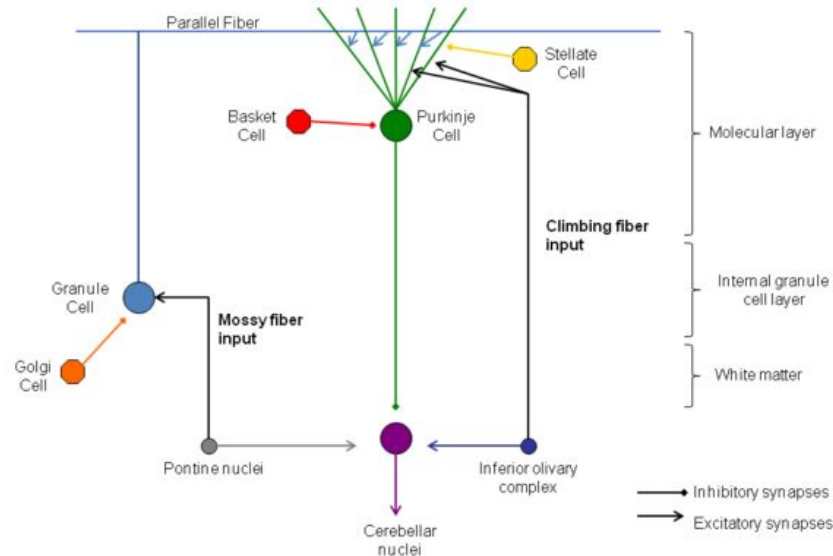 Parallel Fiber
Stellate
Cell
Basket
Cell
Purkinje
Cell
Molecular layer
Climbing fiber
input
Granule
Cell
Mossy fiber
input
Internal granule
cell layer
Golgi
Cell
White matter
Pontine nuclei
Inferior olivary
complex
Cerebellar
nuclei
Inhibitory synapses
Excitatory synapses